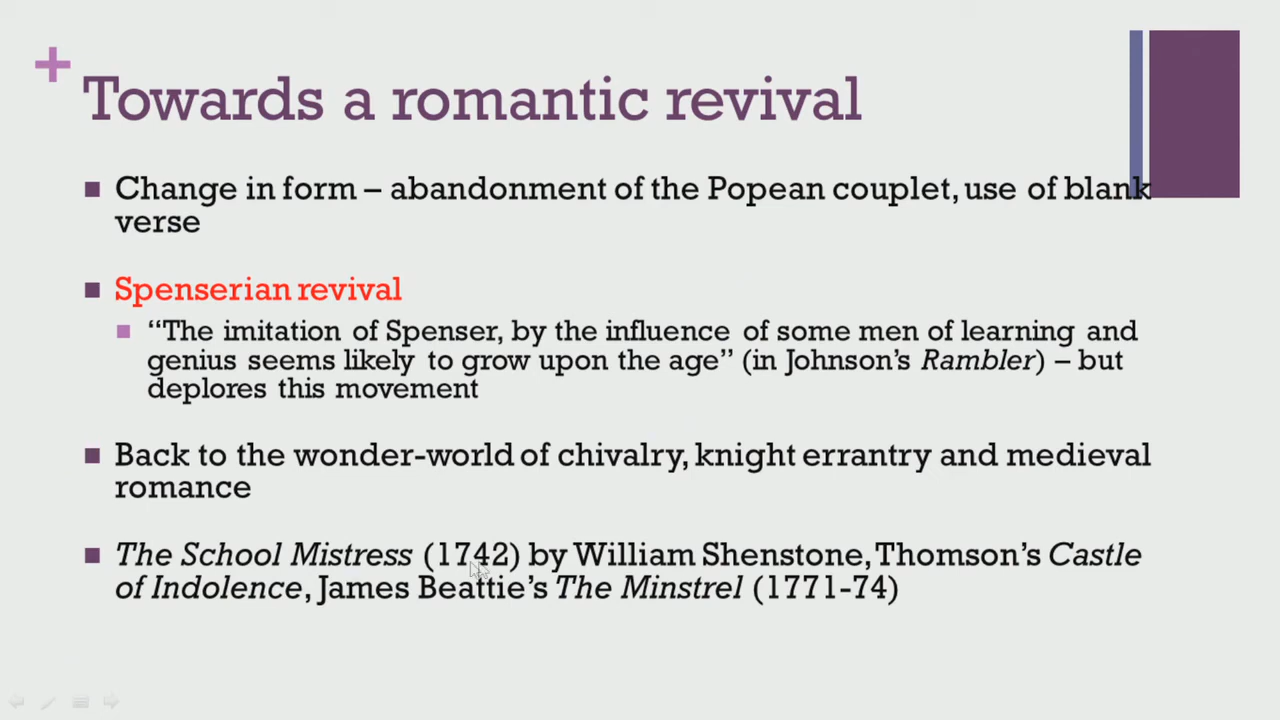 Towards a romantic revival
Change in form – abandonment of the Popean couplet, use of blank
verse
Spenserian revival
“The imitation of Spenser, by the influence of some men of learning and
genius seems likely to grow upon the age” (in Johnson’s Rambler) – but
deplores this movement
Back to the wonder-world of chivalry, knight errantry and medieval
romance
The School Mistress (1742) by William Shenstone, Thomson’s Castle
of Indolence, James Beattie’s The Minstrel (1771-74)